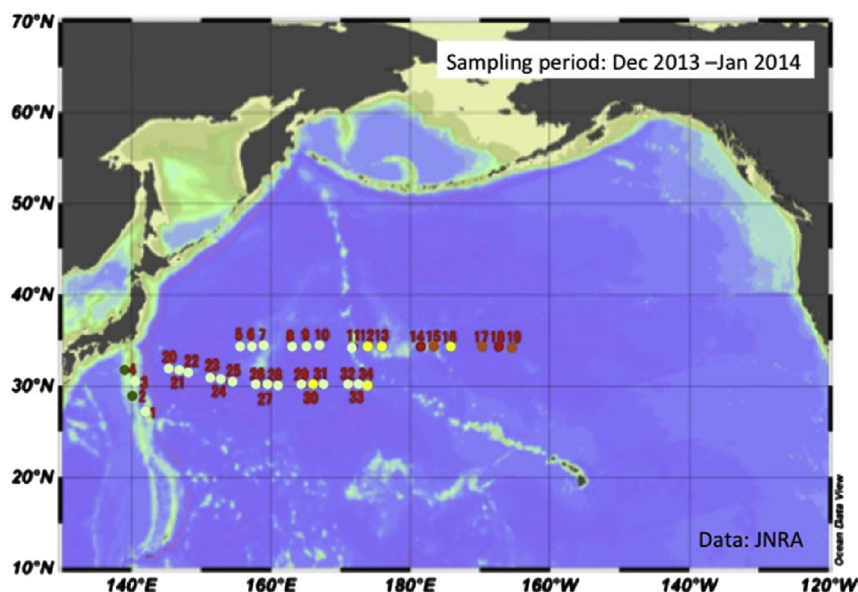 70°N
Sampling period: Dec 2013 –Jan 2014
60°N
50°N
40°N
5 6 7 8 9 10 11 12 13 14 15 16 17 18 19
20 22 23 25 26 28 29 31 32 34
4 3 21 24 27 30 33
2
1
30°N
20°N
Data: JNRA
Ocean Data View
10°N
140°E 160°E 180°E 160°W 140°W 120°W